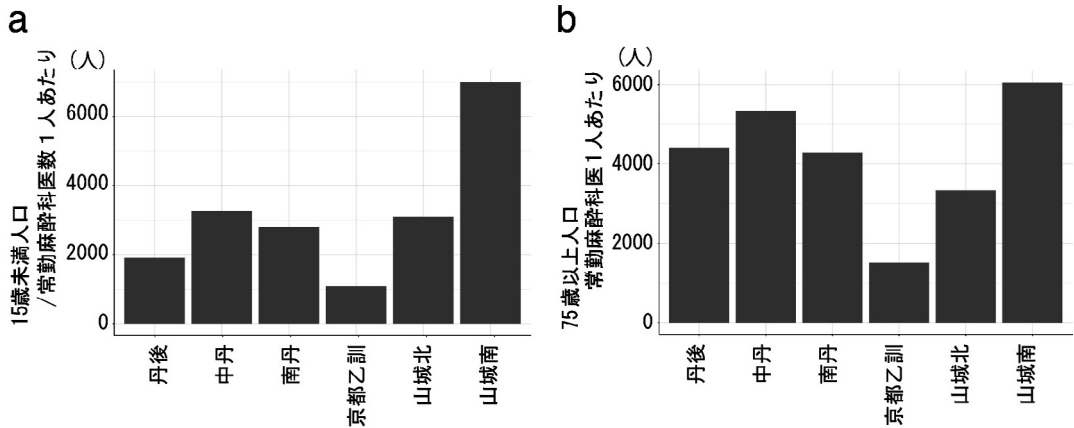 a
(人)
15歳未満人口
/常勤麻酔科医数1人あたり
6000
4000
2000
0
丹後
中丹
南丹
京都乙訓
山城北
山城南
b
(人)
75歳以上人口
常勤麻酔科医1人あたり
6000
4000
2000
0
丹後
中丹
南丹
京都乙訓
山城北
山城南